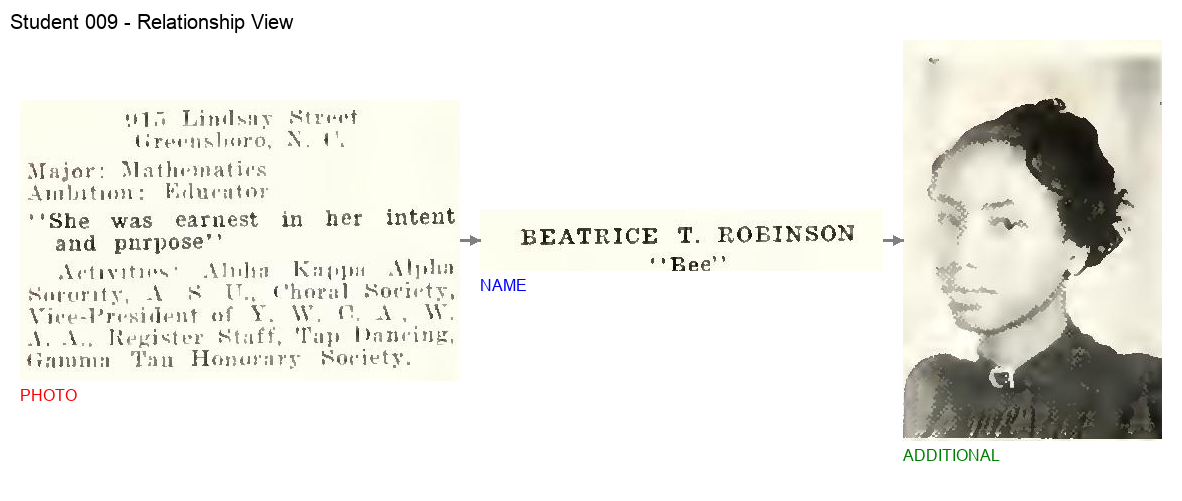 Student 009 - Relationship View
915 Lindsay Street
Greensboro, N. C.
Major: Mathematics
Ambition: Educator
"She was earnest in her intent
and purpose"
Activities: Alpha Kappa Alpha
Sorority, A. S. U., Choral Society,
Vice-President of Y. W. C. A., W.
A. A., Register Staff, Tap Dancing,
Gamma Tau Honorary Society.
PHOTO
BEATRICE T. ROBINSON
"Bee"
NAME
ADDITIONAL